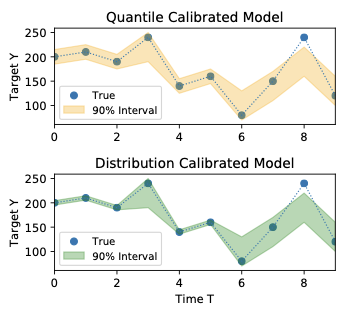 Quantile Calibrated Model
250
200
150
100
Target Y
True
90% Interval
0 2 4 6 8
Distribution Calibrated Model
250
200
150
100
Target Y
True
90% Interval
0 2 4 6 8
Time T